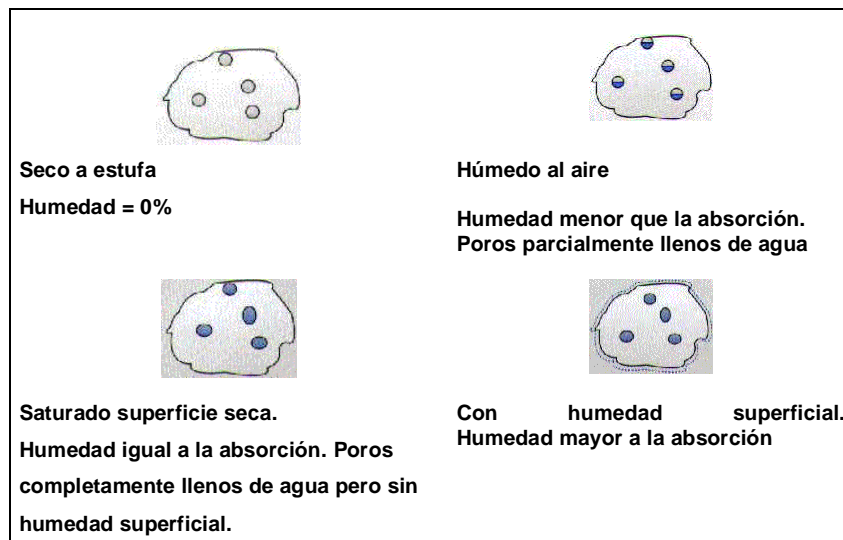 Seco a estufa
Humedad = 0%
Húmedo al aire
Humedad menor que la absorción.
Poros parcialmente llenos de agua
Saturado superficie seca.
Humedad igual a la absorción. Poros
completamente llenos de agua pero sin
humedad superficial.
Con humedad superficial.
Humedad mayor a la absorción